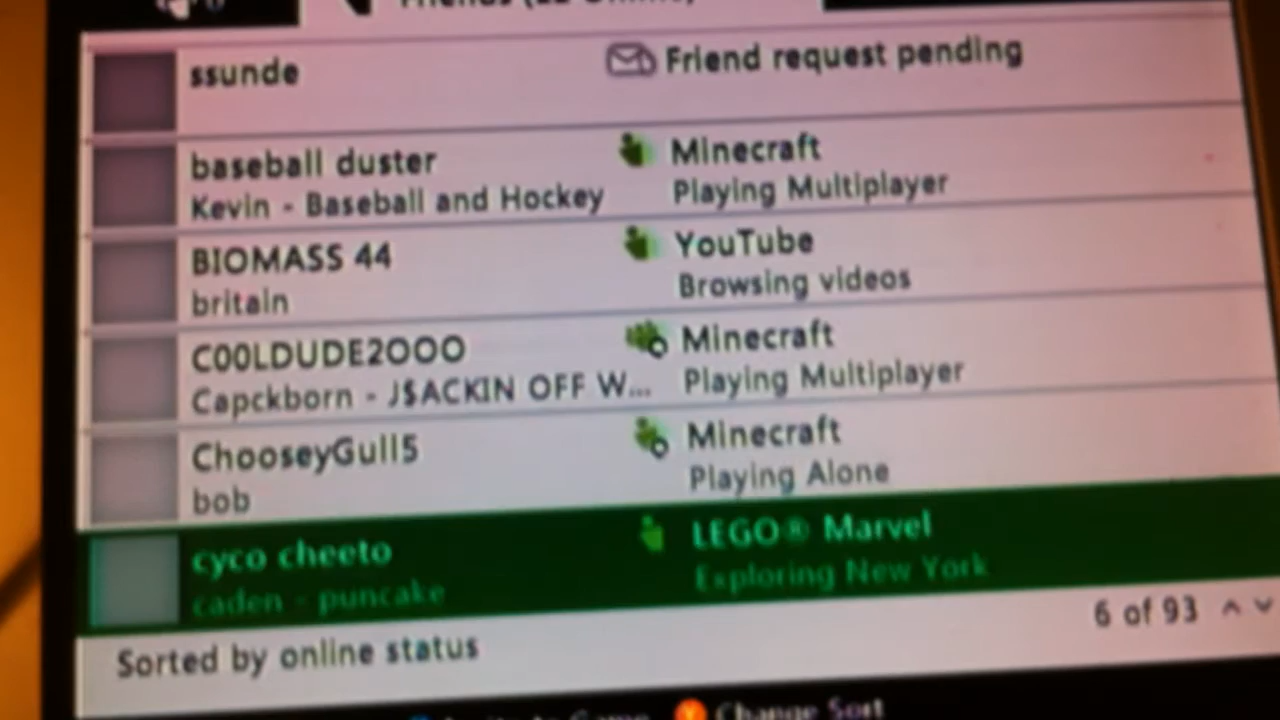 ssunde
Friend request pending
baseball duster
Minecraft
Kevin - Baseball and Hockey
Playing Multiplayer
BIOMASS 44
YouTube
britain
Browsing videos
C00LDUDE2OOO
Minecraft
Capckborn - J$ACKIN OFF W...
Playing Multiplayer
ChooseyGull5
Minecraft
bob
Playing Alone
cyco cheeto
LEGO® Marvel
caden - puncake
Exploring New York
6 of 93
Sorted by online status
Change Sort